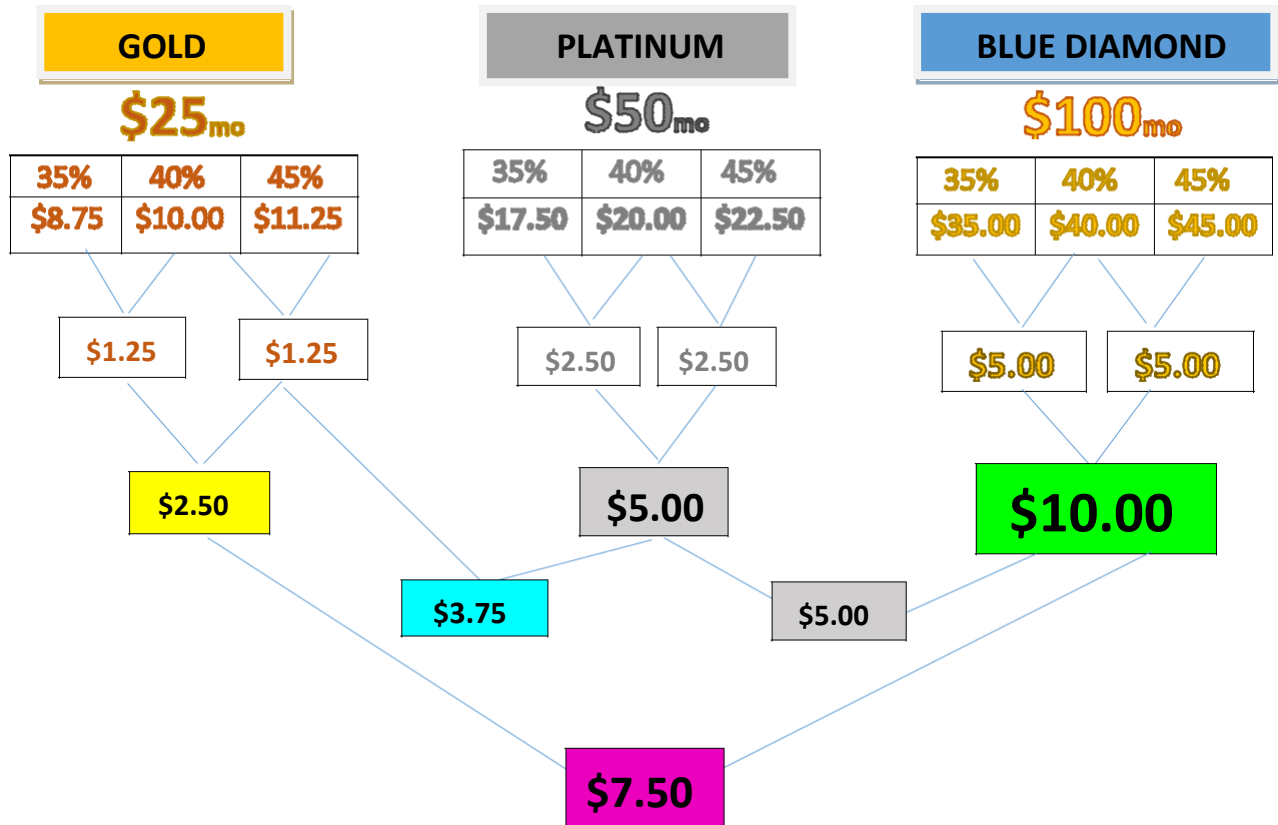 GOLD
PLATINUM
BLUE DIAMOND
$25mo
$50mo
$100mo
35% 40% 45%
35% 40% 45%
35% 40% 45%
$8.75 $10.00 $11.25
$17.50 $20.00 $22.50
$35.00 $40.00 $45.00
$1.25
$1.25
$2.50
$2.50
$5.00
$5.00
$2.50
$5.00
$10.00
$3.75
$5.00
$7.50